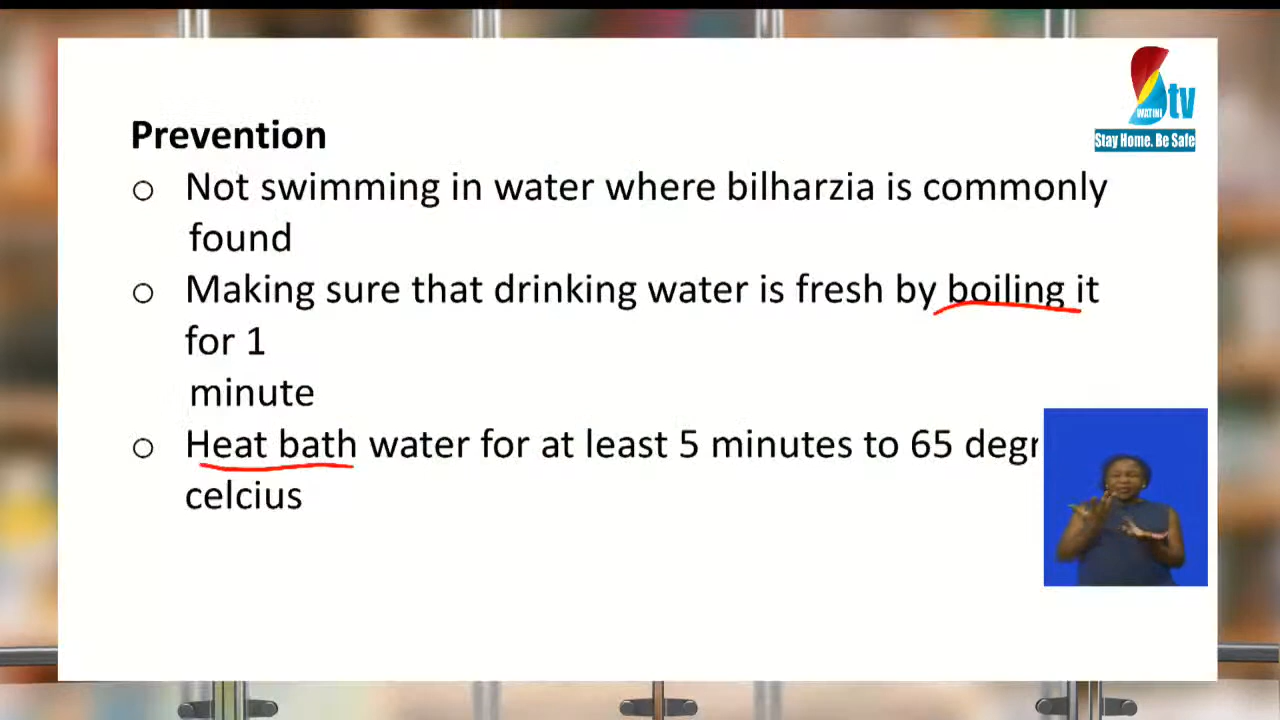 WATINI
tv
Stay Home. Be Safe
Prevention
o Not swimming in water where bilharzia is commonly
found
o Making sure that drinking water is fresh by boiling it
for 1
minute
o Heat bath water for at least 5 minutes to 65 degr
celcius